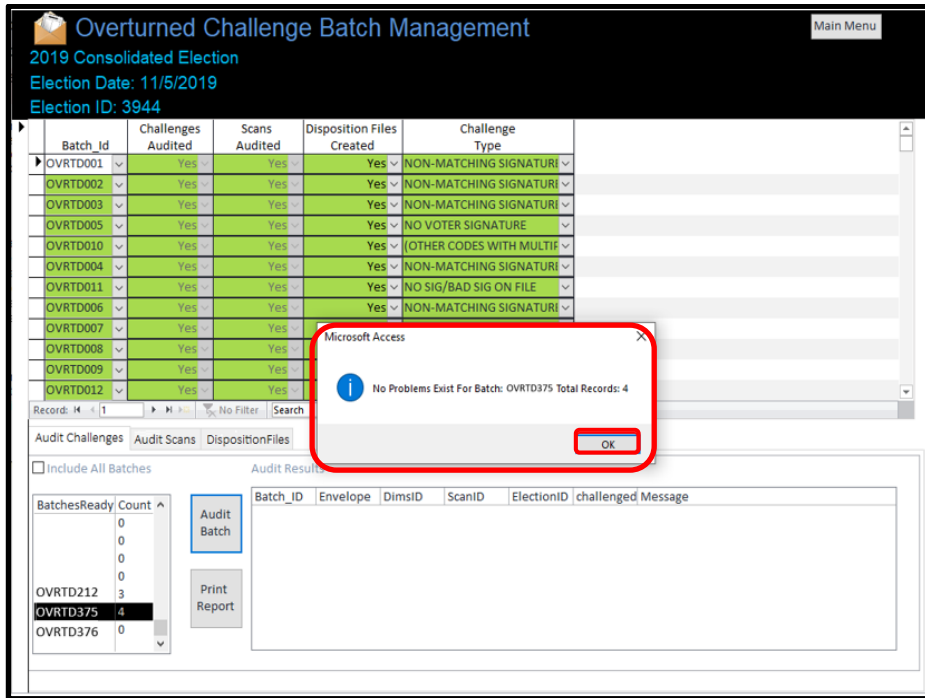 Overturned Challenge Batch Management
Main Menu
2019 Consolidated Election
Election Date: 11/5/2019
Election ID: 3944
Batch_Id Challenges Audited Scans Audited Disposition Files Created Challenge Type
OVRTD001 Yes Yes Yes NON-MATCHING SIGNATURE
OVRTD002 Yes Yes Yes NON-MATCHING SIGNATURE
OVRTD003 Yes Yes Yes NON-MATCHING SIGNATURE
OVRTD005 Yes Yes Yes NO VOTER SIGNATURE
OVRTD010 Yes Yes Yes (OTHER CODES WITH MULTIP
OVRTD004 Yes Yes Yes NON-MATCHING SIGNATURE
OVRTD011 Yes Yes Yes NO SIG/BAD SIG ON FILE
OVRTD006 Yes Yes Yes NON-MATCHING SIGNATURE
OVRTD007 Yes Yes
OVRTD008 Yes Yes
OVRTD009 Yes Yes
OVRTD012 Yes Yes
Microsoft Access
No Problems Exist For Batch: OVRTD375 Total Records: 4
OK
Record: 1 No Filter Search
Audit Challenges Audit Scans DispositionFiles
Include All Batches
Audit Results
BatchesReady Count
0
0
0
0
OVRTD212 3
OVRTD375 4
OVRTD376 0
Audit Batch
Print Report
Batch_ID Envelope DimsID ScanID ElectionID challenged Message